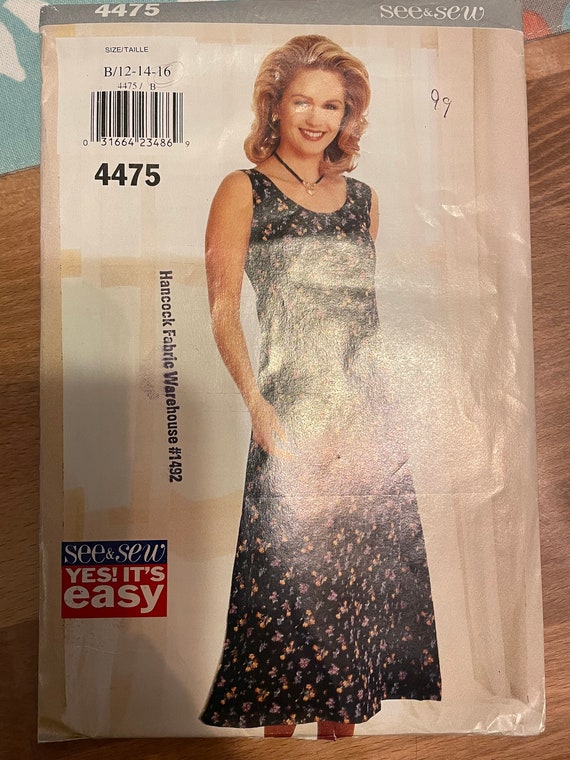 4475 see&sew
SIZE/TAILLE
B/12-14-16
4475/ B
0 31664 23486 9
4475
99
Hancock Fabric Warehouse #1492
see&sew
YES! IT'S
easy